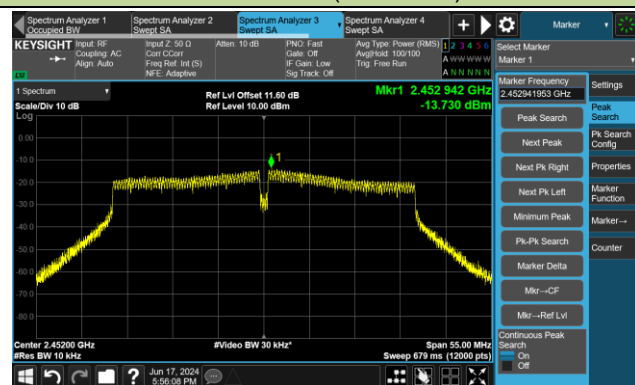 Spectrum Analyzer 1
Occupied BW
Spectrum Analyzer 2
Swept SA
Spectrum Analyzer 3
Swept SA
Spectrum Analyzer 4
Swept SA
Marker
KEYSIGHT
Input: RF
Coupling: AC
Align: Auto
Input Z: 50 Ω
Corr CCorr
Freq Ref: Int (S)
NFE: Adaptive
Atten: 10 dB
PNO: Fast
Gate: Off
IF Gain: Low
Sig Track: Off
Avg Type: Power (RMS)
Avg|Hold: 100/100
Trig: Free Run
1 2 3 4 5 6
A W W W W W
A N N N N N
LW
Select Marker
Marker 1
1 Spectrum
Scale/Div 10 dB
Log
Ref Lvl Offset 11.60 dB
Ref Level 10.00 dBm
Mkr1 2.452 942 GHz
-13.730 dBm
0.00
-10.0
-20.0
-30.0
-40.0
-50.0
-60.0
-70.0
-80.0
1
Center 2.45200 GHz
#Res BW 10 kHz
#Video BW 30 kHz*
Span 55.00 MHz
Sweep 679 ms (12000 pts)
Marker Frequency
2.452941953 GHz
Peak Search
Next Peak
Next Pk Right
Next Pk Left
Minimum Peak
Pk-Pk Search
Marker Delta
Mkr→CF
Mkr→Ref Lvl
Continuous Peak
Search
On
Off
Settings
Peak
Search
Pk Search
Config
Properties
Marker
Function
Marker→
Counter
Jun 17, 2024
5:56:08 PM